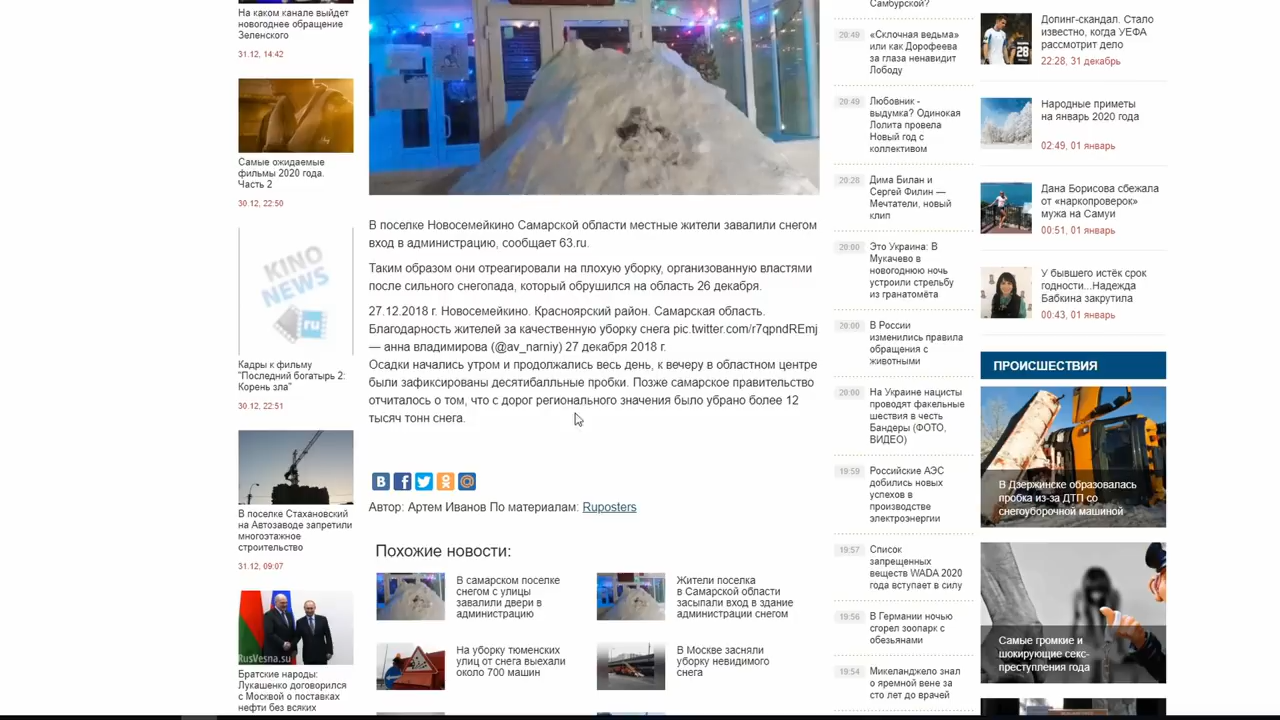 На каком канале выйдет
новогоднее обращение
Зеленского
31.12, 14:42
Самые ожидаемые
фильмы 2020 года.
Часть 2
30.12, 22:50
KINO
NEWS
ru
Кадры к фильму
"Последний богатырь 2:
Корень зла"
30.12, 22:51
В поселке Стахановский
на Автозаводе запретили
многоэтажное
строительство
31.12, 09:07
RusVesna.su
Братские народы:
Лукашенко договорился
с Москвой о поставках
нефти без всяких
В поселке Новосемейкино Самарской области местные жители завалили снегом
вход в администрацию, сообщает 63.ru.
Таким образом они отреагировали на плохую уборку, организованную властями
после сильного снегопада, который обрушился на область 26 декабря.
27.12.2018 г. Новосемейкино. Красноярский район. Самарская область.
Благодарность жителей за качественную уборку снега pic.twitter.com/r7qpndREmj
— анна владимирова (@av_narniy) 27 декабря 2018 г.
Осадки начались утром и продолжались весь день, к вечеру в областном центре
были зафиксированы десятибалльные пробки. Позже самарское правительство
отчиталось о том, что с дорог регионального значения было убрано более 12
тысяч тонн снега.
Автор: Артем Иванов По материалам: Ruposters
Похожие новости:
В самарском поселке
снегом с улицы
завалили двери в
администрацию
Жители поселка
в Самарской области
засыпали вход в здание
администрации снегом
На уборку тюменских
улиц от снега выехали
около 700 машин
В Москве засняли
уборку невидимого
снега
Самбурской?
20:49
«Склочная ведьма»
или как Дорофеева
за глаза ненавидит
Лободу
20:49
Любовник -
выдумка? Одинокая
Лолита провела
Новый год с
коллективом
20:28
Дима Билан и
Сергей Филин —
Мечтатели, новый
клип
20:00
Это Украина: В
Мукачево в
новогоднюю ночь
устроили стрельбу
из гранатомёта
20:00
В России
изменились правила
обращения с
животными
20:00
На Украине нацисты
проводят факельные
шествия в честь
Бандеры (ФОТО,
ВИДЕО)
19:59
Российские АЭС
добились новых
успехов в
производстве
электроэнергии
19:57
Список
запрещенных
веществ WADA 2020
года вступает в силу
19:56
В Германии ночью
сгорел зоопарк с
обезьянами
19:54
Микеланджело знал
о яремной вене за
сто лет до врачей
28
Допинг-скандал. Стало
известно, когда УЕФА
рассмотрит дело
22:28, 31 декабрь
Народные приметы
на январь 2020 года
02:49, 01 январь
Дана Борисова сбежала
от «наркопроверок»
мужа на Самуи
00:51, 01 январь
У бывшего истёк срок
годности...Надежда
Бабкина закрутила
00:43, 01 январь
ПРОИСШЕСТВИЯ
В Дзержинске образовалась
пробка из-за ДТП со
снегоуборочной машиной
Самые громкие и
шокирующие секс-
преступления года